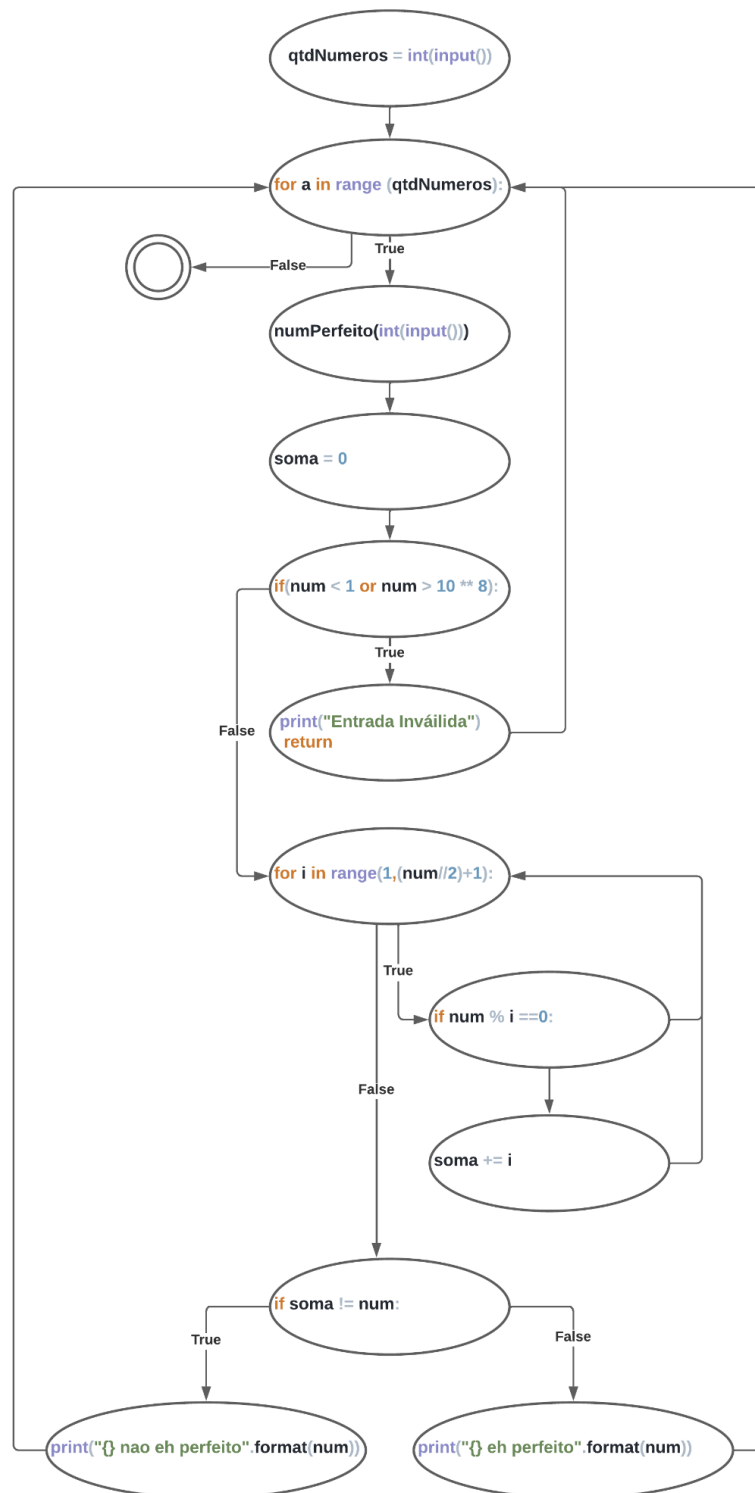 qtdNumeros = int(input())
for a in range (qtdNumeros):
True
False
numPerfeito(int(input()))
soma = 0
if(num < 1 or num > 10 ** 8):
True
False
print("Entrada Inváilida")
return
for i in range(1,(num//2)+1):
True
if num % i ==0:
False
soma += i
if soma != num:
True
False
print("{} nao eh perfeito".format(num))
print("{} eh perfeito".format(num))